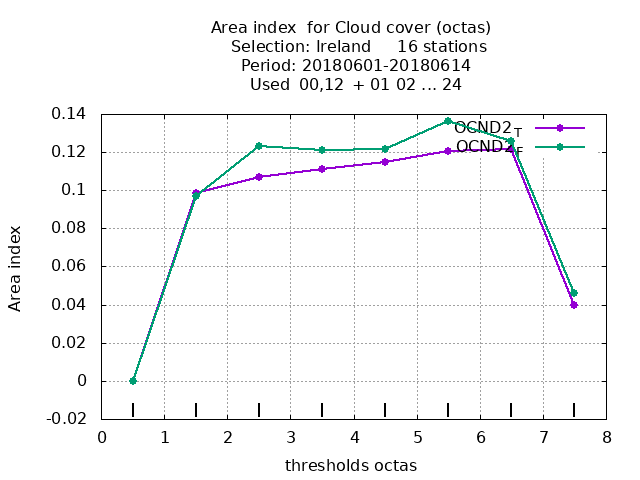 Area index  for Cloud cover (octas)
Selection: Ireland     16 stations
Period: 20180601-20180614
Used  00,12  + 01 02 ... 24
0.14
0.12
0.1
0.08
0.06
0.04
0.02
0
-0.02
Area index
OCND2_T
OCND2_F
0 1 2 3 4 5 6 7 8
thresholds octas